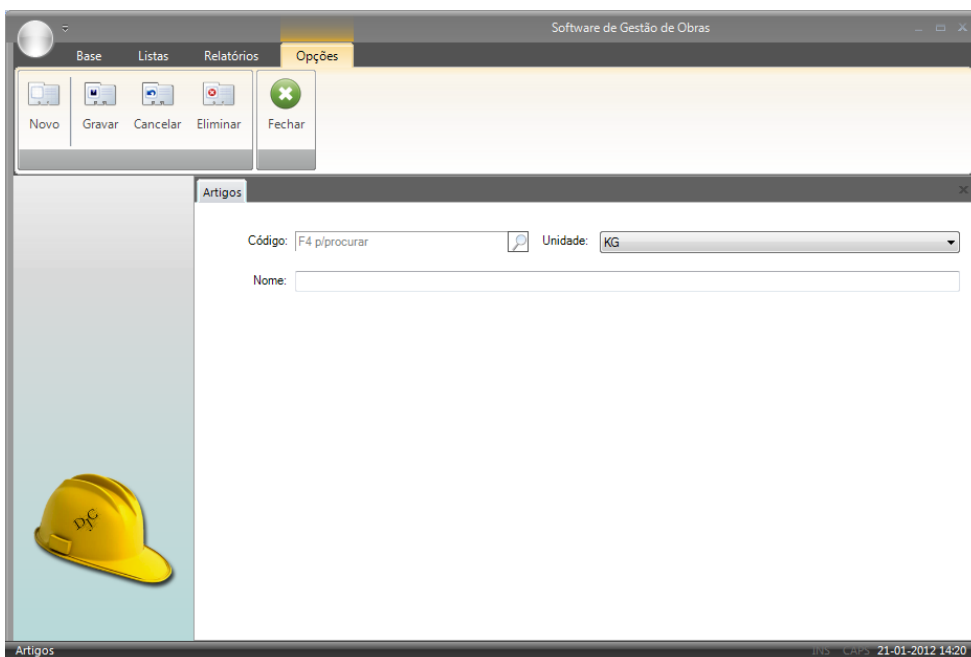 Software de Gestão de Obras
Base Listas Relatórios Opções
Novo Gravar Cancelar Eliminar Fechar
Artigos
Código: F4 p/procurar Unidade: KG
Nome:
DJC
Artigos INS CAPS 21-01-2012 14:20